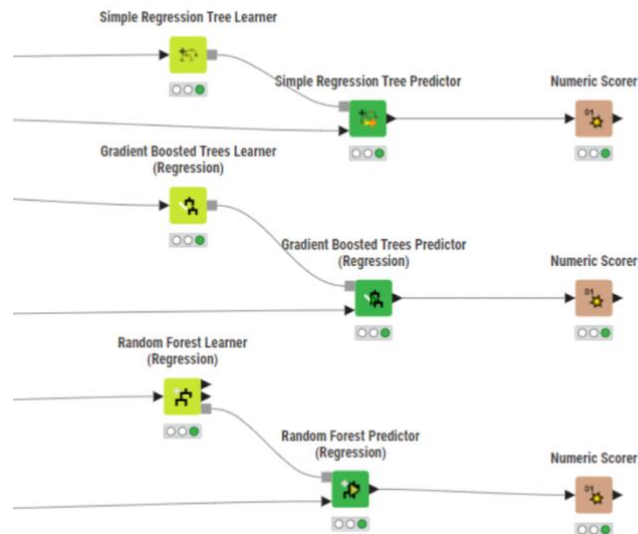 Simple Regression Tree Learner
Simple Regression Tree Predictor
Numeric Scorer
Gradient Boosted Trees Learner
(Regression)
Gradient Boosted Trees Predictor
(Regression)
Numeric Scorer
Random Forest Learner
(Regression)
Random Forest Predictor
(Regression)
Numeric Scorer